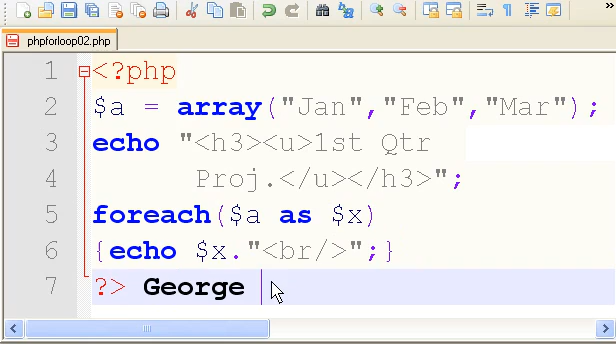 phpforloop02.php
1 <?php
2 $a = array("Jan","Feb","Mar");
3 echo "<h3><u>1st Qtr
4 Proj.</u></h3>";
5 foreach($a as $x)
6 {echo $x."<br/>";}
7 ?> George